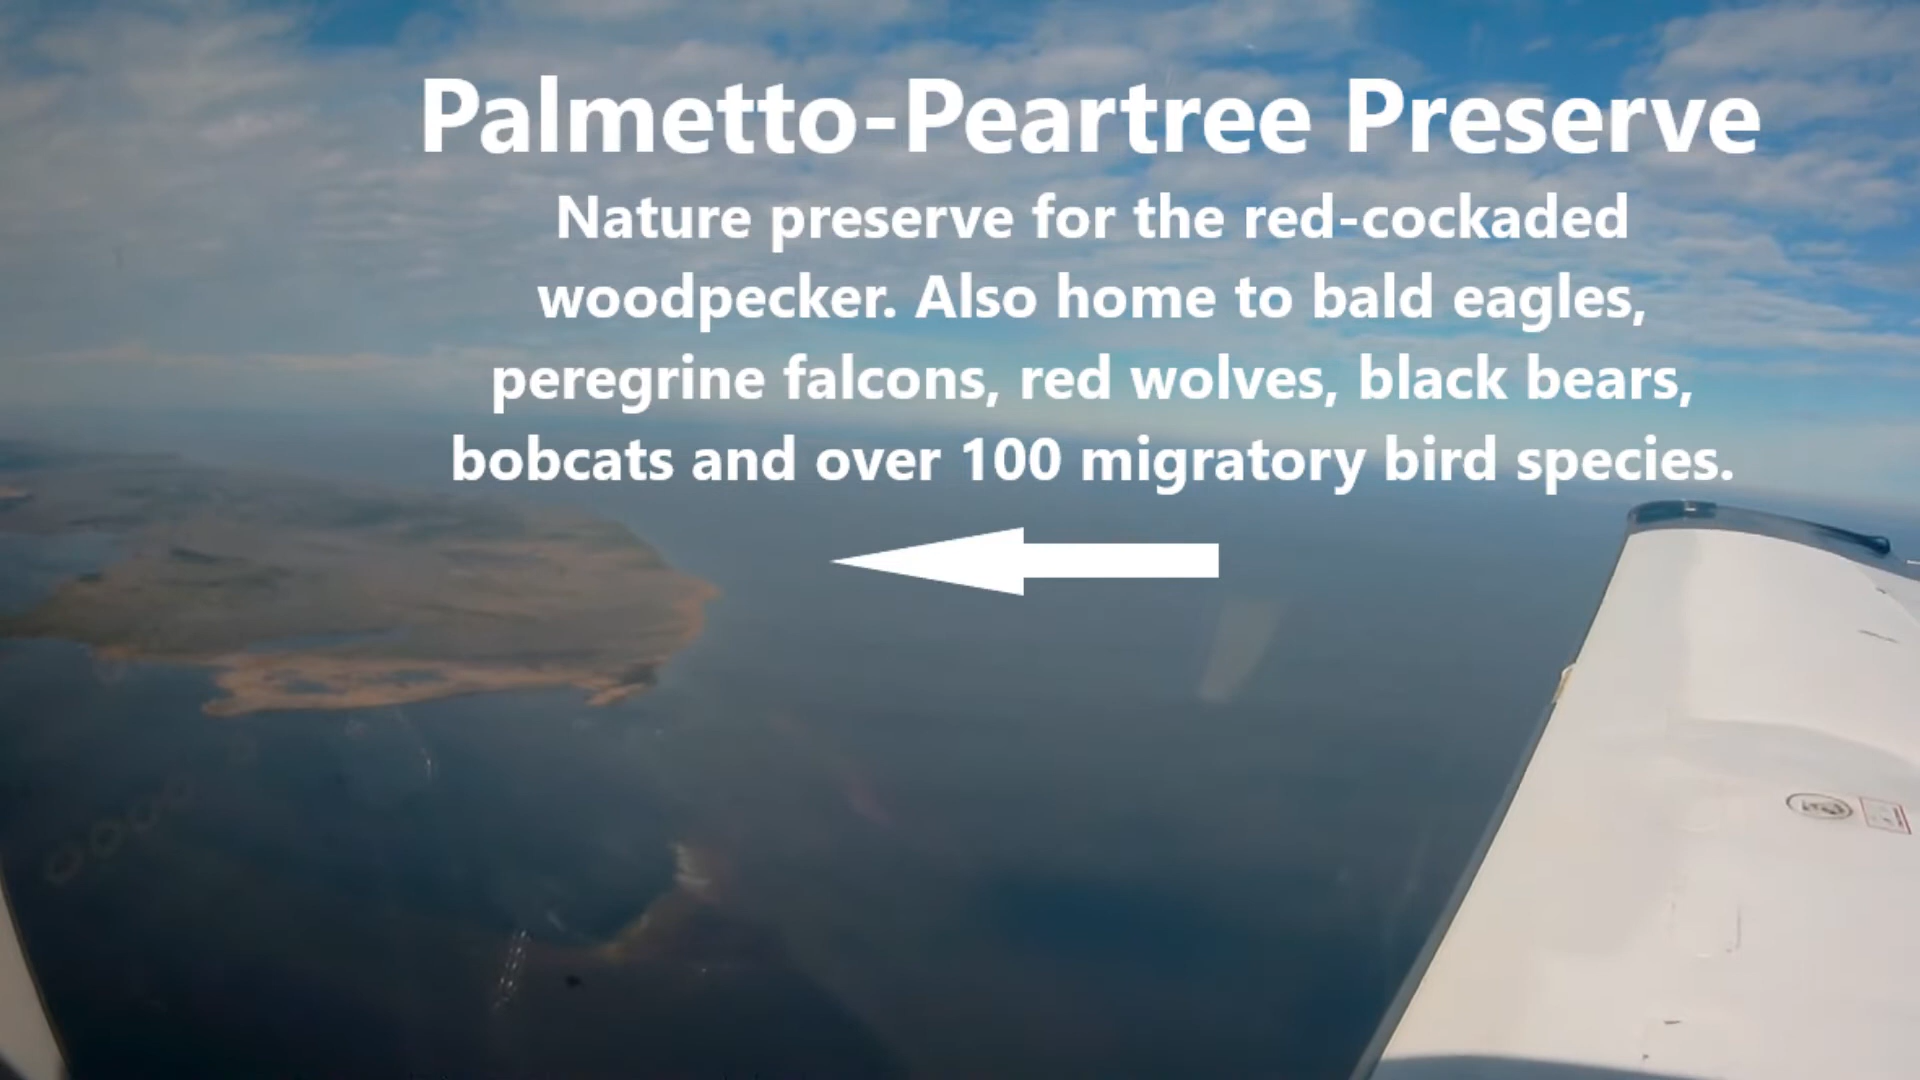 Palmetto-Peartree Preserve
Nature preserve for the red-cockaded
woodpecker. Also home to bald eagles,
peregrine falcons, red wolves, black bears,
bobcats and over 100 migratory bird species.